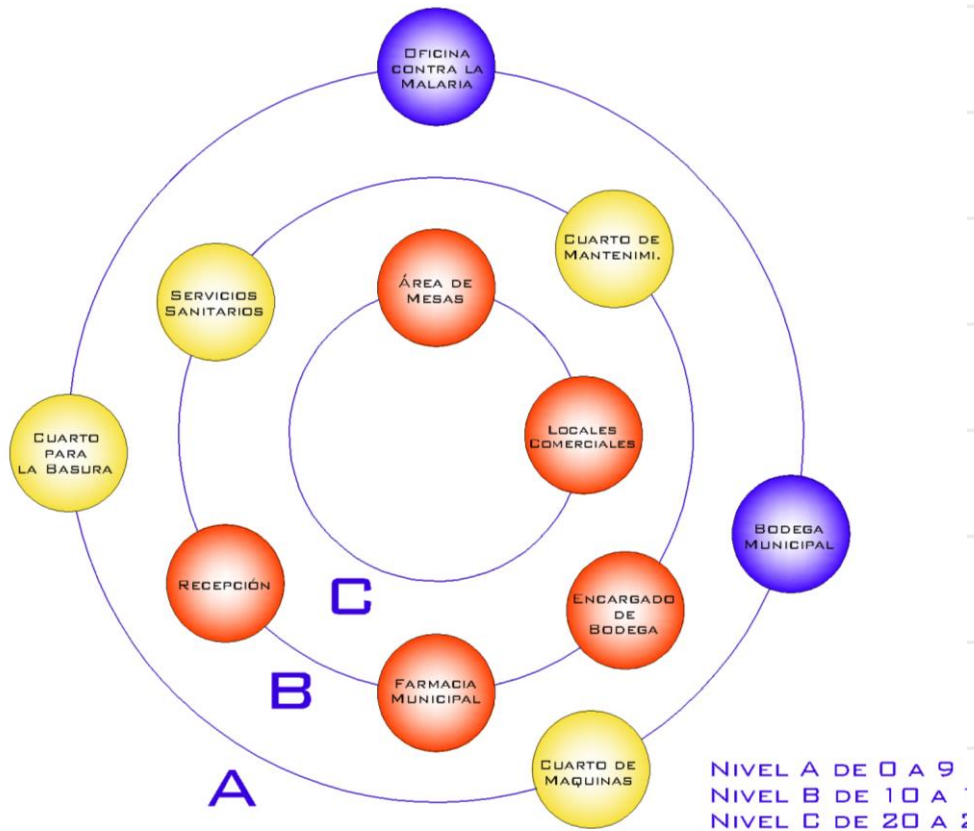 OFICINA
CONTRA LA
MALARIA
CUARTO DE
MANTENIMI.
SERVICIOS
SANITARIOS
ÁREA DE
MESAS
LOCALES
COMERCIALES
CUARTO
PARA
LA BASURA
BODEGA
MUNICIPAL
RECEPCIÓN
ENCARGADO
DE
BODEGA
C
FARMACIA
MUNICIPAL
B
CUARTO DE
MAQUINAS
A
NIVEL A DE 0 A 9
NIVEL B DE 10 A
NIVEL C DE 20 A